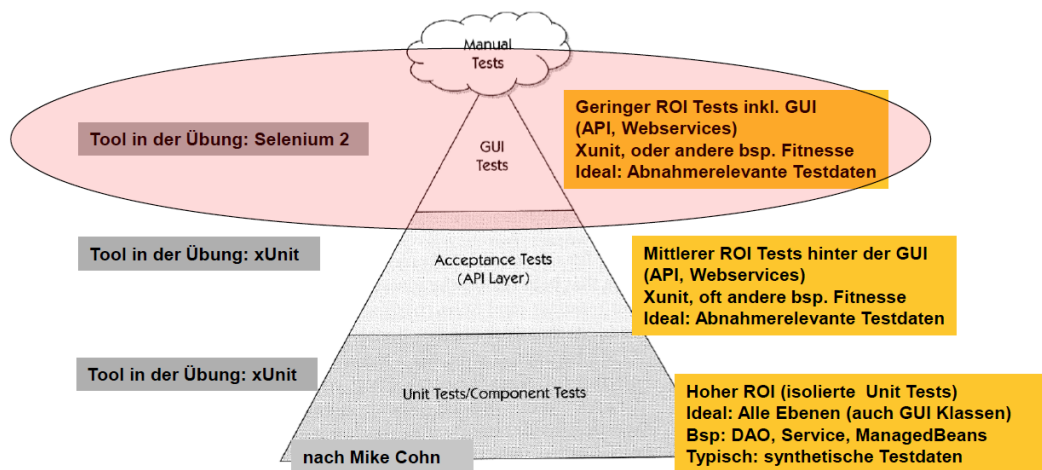 Manual
Tests
Tool in der Übung: Selenium 2
GUI
Tests
Geringer ROI Tests inkl. GUI
(API, Webservices)
Xunit, oder andere bsp. Fitnesse
Ideal: Abnahmerelevante Testdaten
Tool in der Übung: xUnit
Acceptance Tests
(API Layer)
Mittlerer ROI Tests hinter der GUI
(API, Webservices)
Xunit, oft andere bsp. Fitnesse
Ideal: Abnahmerelevante Testdaten
Tool in der Übung: xUnit
Unit Tests/Component Tests
Hoher ROI (isolierte Unit Tests)
Ideal: Alle Ebenen (auch GUI Klassen)
Bsp: DAO, Service, ManagedBeans
Typisch: synthetische Testdaten
nach Mike Cohn